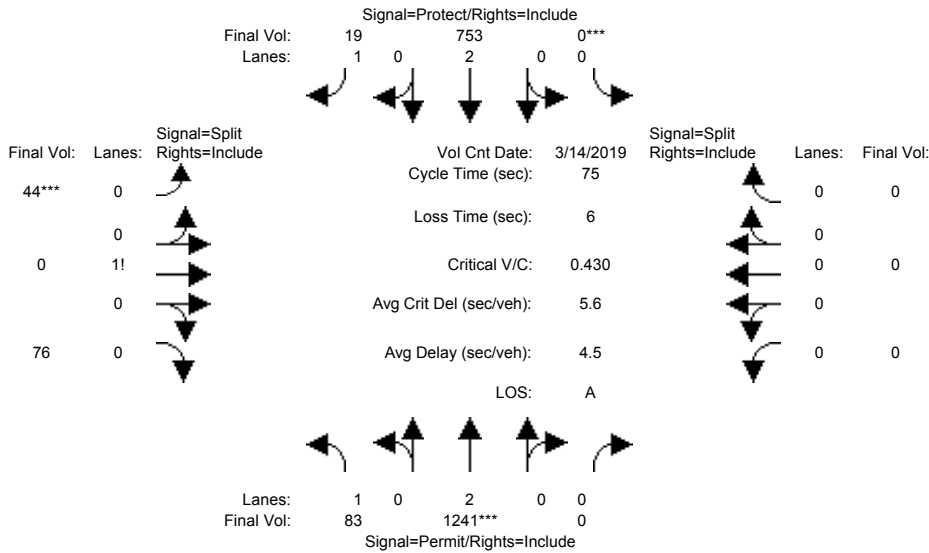 Signal=Protect/Rights=Include
Final Vol: 19 753 0***
Lanes: 1 0 2 0 0
Signal=Split
Final Vol: Lanes: Rights=Include
Vol Cnt Date: 3/14/2019
Signal=Split
Rights=Include Lanes: Final Vol:
Cycle Time (sec): 75
44*** 0
0 0
Loss Time (sec): 6
0
0
0 1!
Critical V/C: 0.430
0 0
0
Avg Crit Del (sec/veh): 5.6
0
76 0
Avg Delay (sec/veh): 4.5
0 0
LOS: A
Lanes: 1 0 2 0 0
Final Vol: 83 1241*** 0
Signal=Permit/Rights=Include